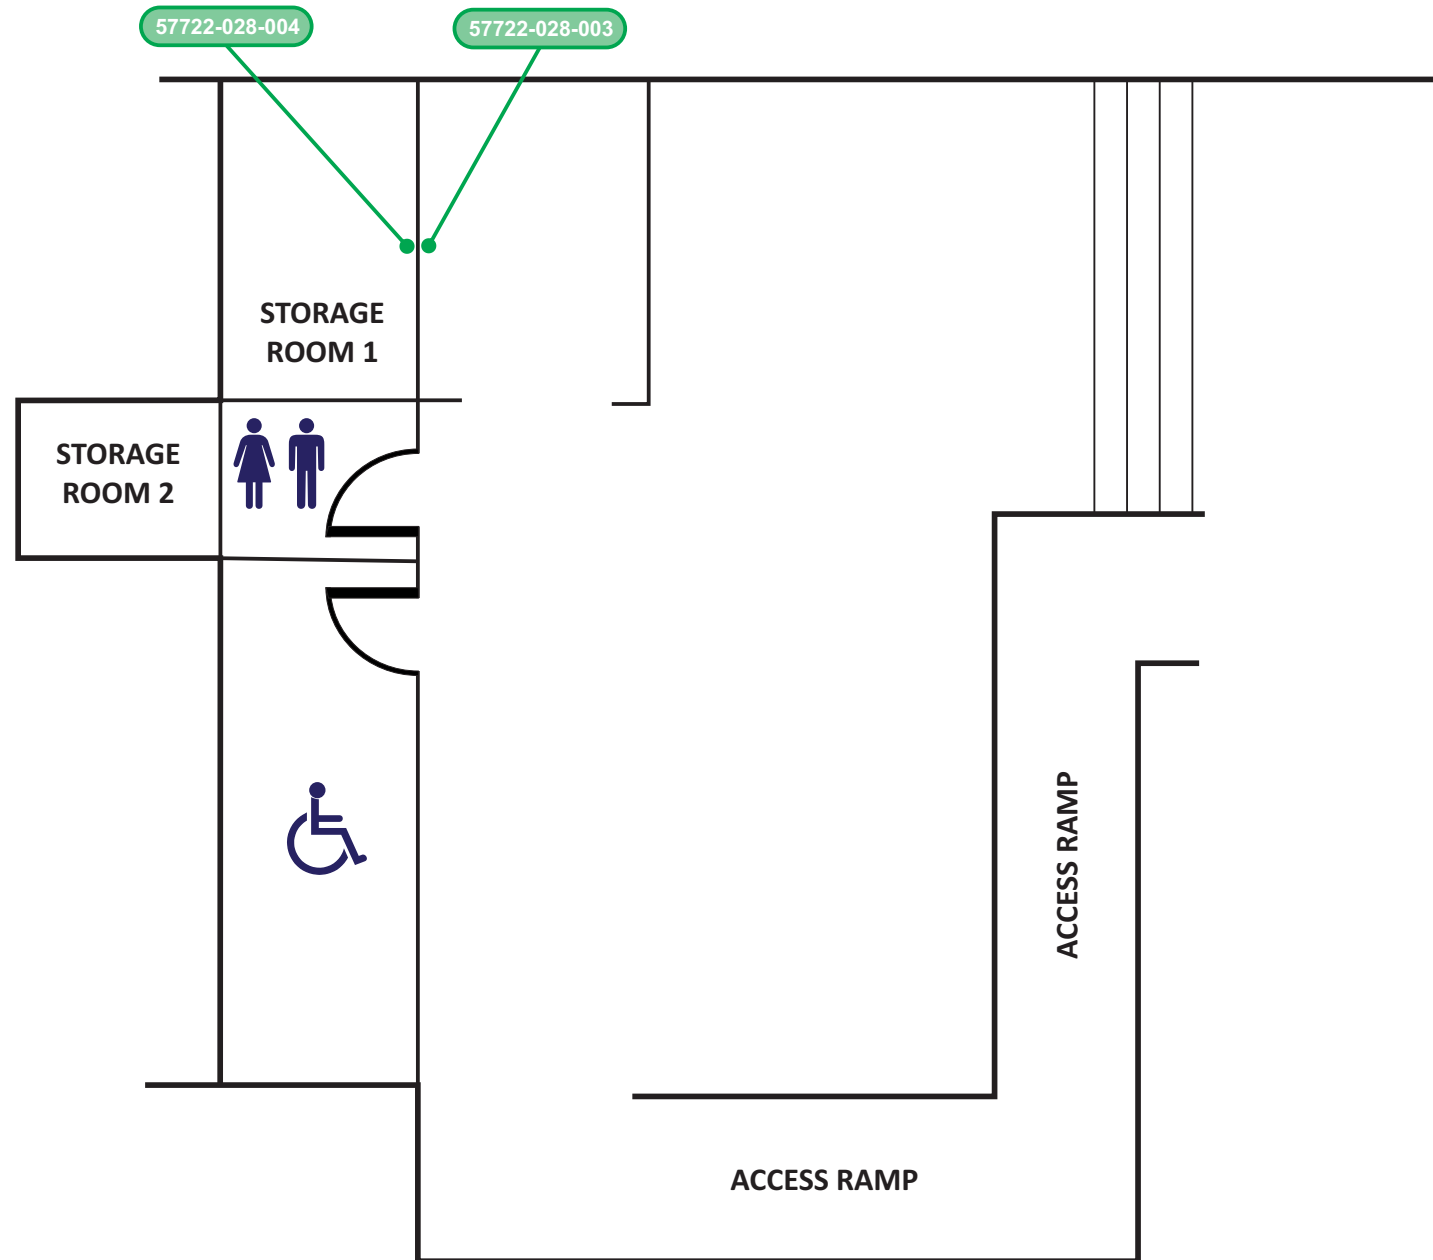 57722-028-004
57722-028-003
STORAGE
ROOM 1
STORAGE
ROOM 2
ACCESS RAMP
ACCESS RAMP